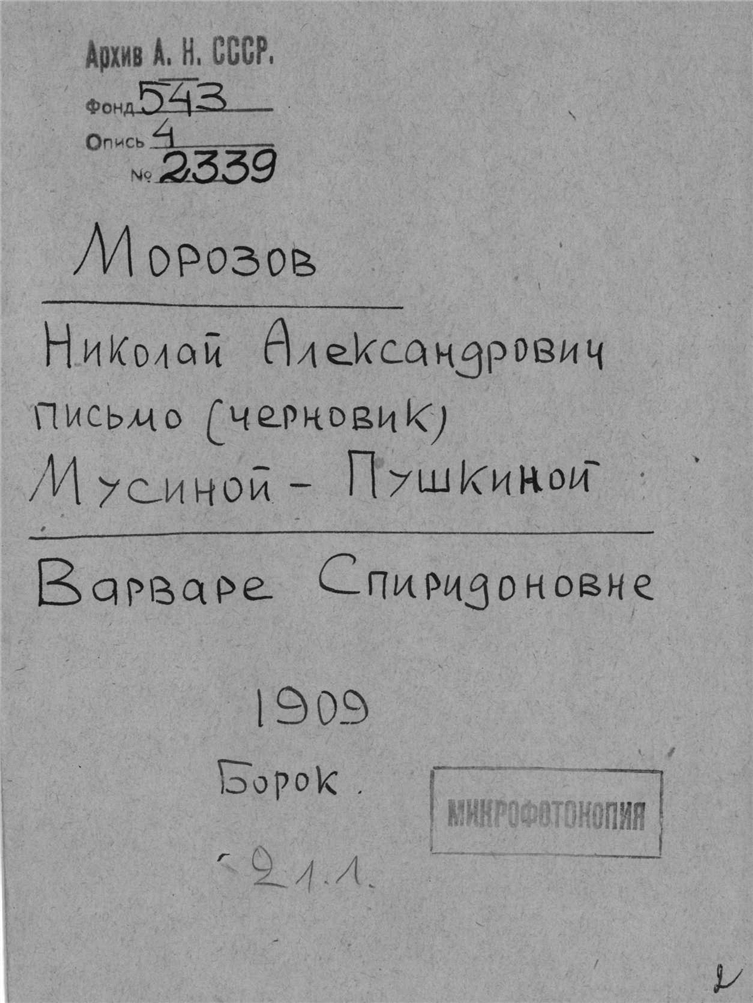 Архив А. Н. СССР.
Фонд 543
Опись 4
№ 2339
Морозов
Николай Александрович
письмо (черновик)
Мусиной - Пушкиной
Варваре Спиридоновне
1909
Борок.
МИКРОФОТОКОПИЯ
21.1.
2